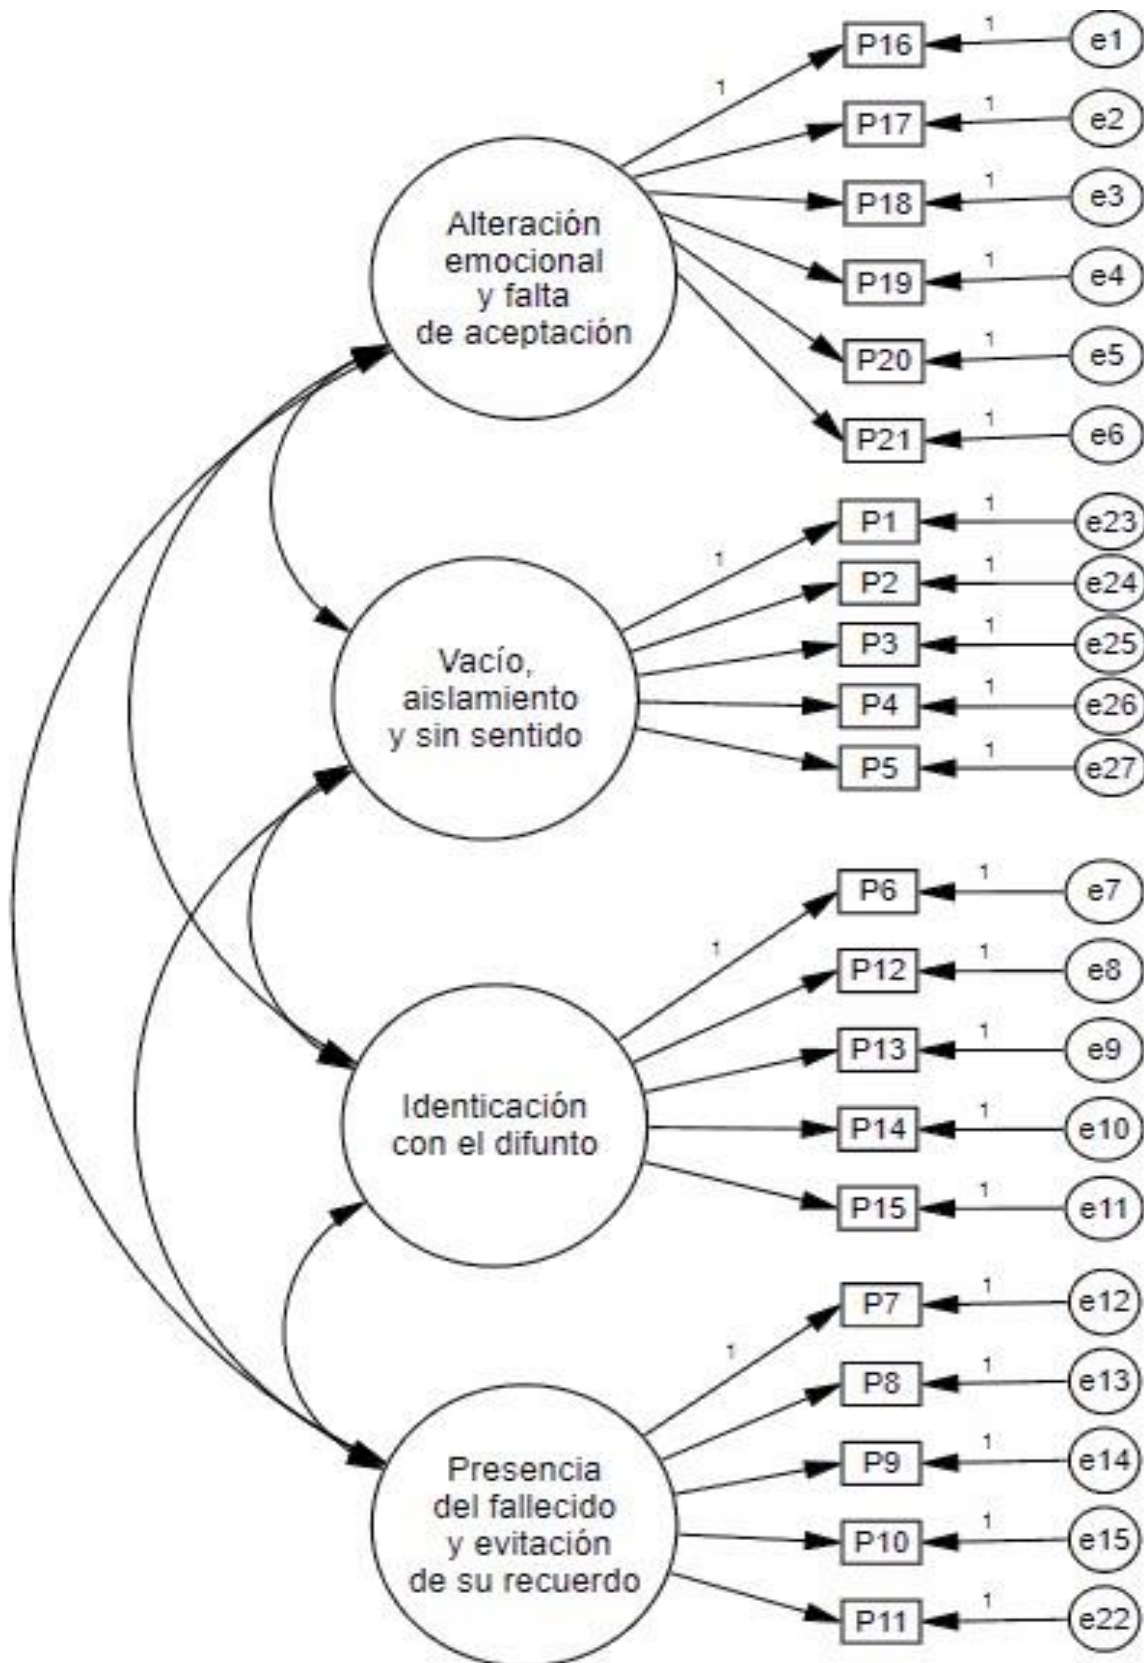 1
P16
1
e1
P17
1
e2
P18
1
e3
P19
1
e4
P20
1
e5
P21
1
e6
Alteración
emocional
y falta
de aceptación
1
P1
1
e23
P2
1
e24
P3
1
e25
P4
1
e26
P5
1
e27
Vacío,
aislamiento
y sin sentido
1
P6
1
e7
P12
1
e8
P13
1
e9
P14
1
e10
P15
1
e11
Identicación
con el difunto
1
P7
1
e12
P8
1
e13
P9
1
e14
P10
1
e15
P11
1
e22
Presencia
del fallecido
y evitación
de su recuerdo